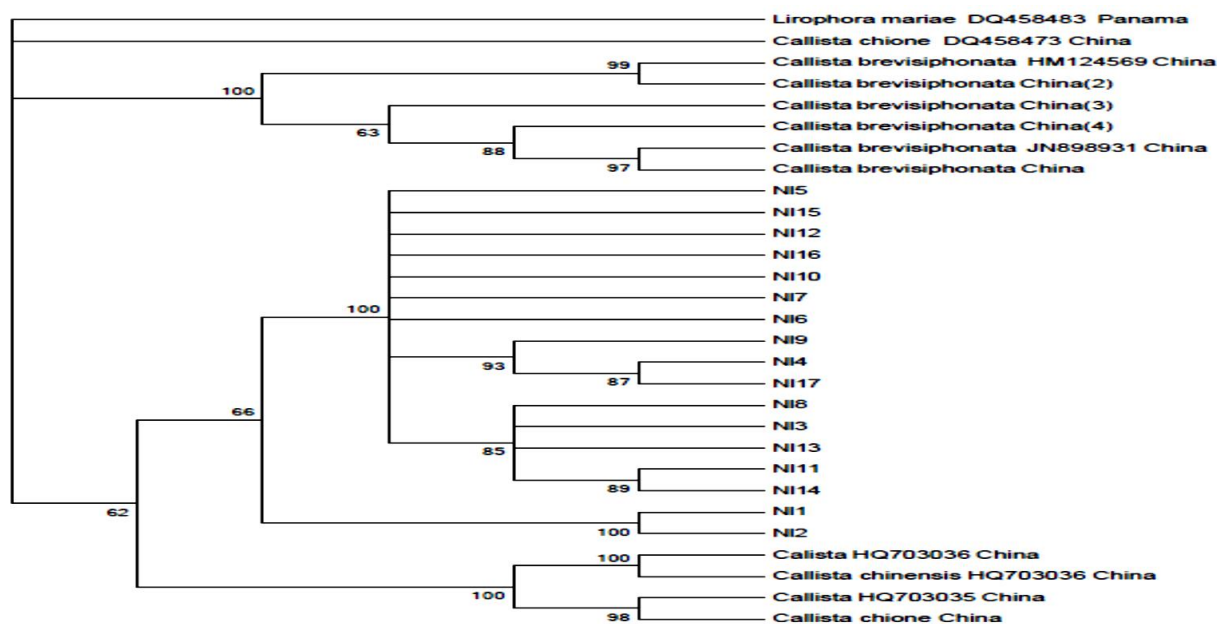 Lirophora mariae DQ458483 Panama
Callista chione DQ458473 China
Callista brevisiphonata HM124569 China
99
Callista brevisiphonata China(2)
100
Callista brevisiphonata China(3)
Callista brevisiphonata China(4)
63
Callista brevisiphonata JN898931 China
88
Callista brevisiphonata China
97
NI5
NI15
NI12
NI16
NI10
NI7
100
NI6
NI9
NI4
93
NI17
87
NI8
66
NI3
NI13
85
NI11
NI14
89
NI1
62
NI2
100
Calista HQ703036 China
100
Callista chinensis HQ703036 China
100
Callista HQ703035 China
Callista chione China
98